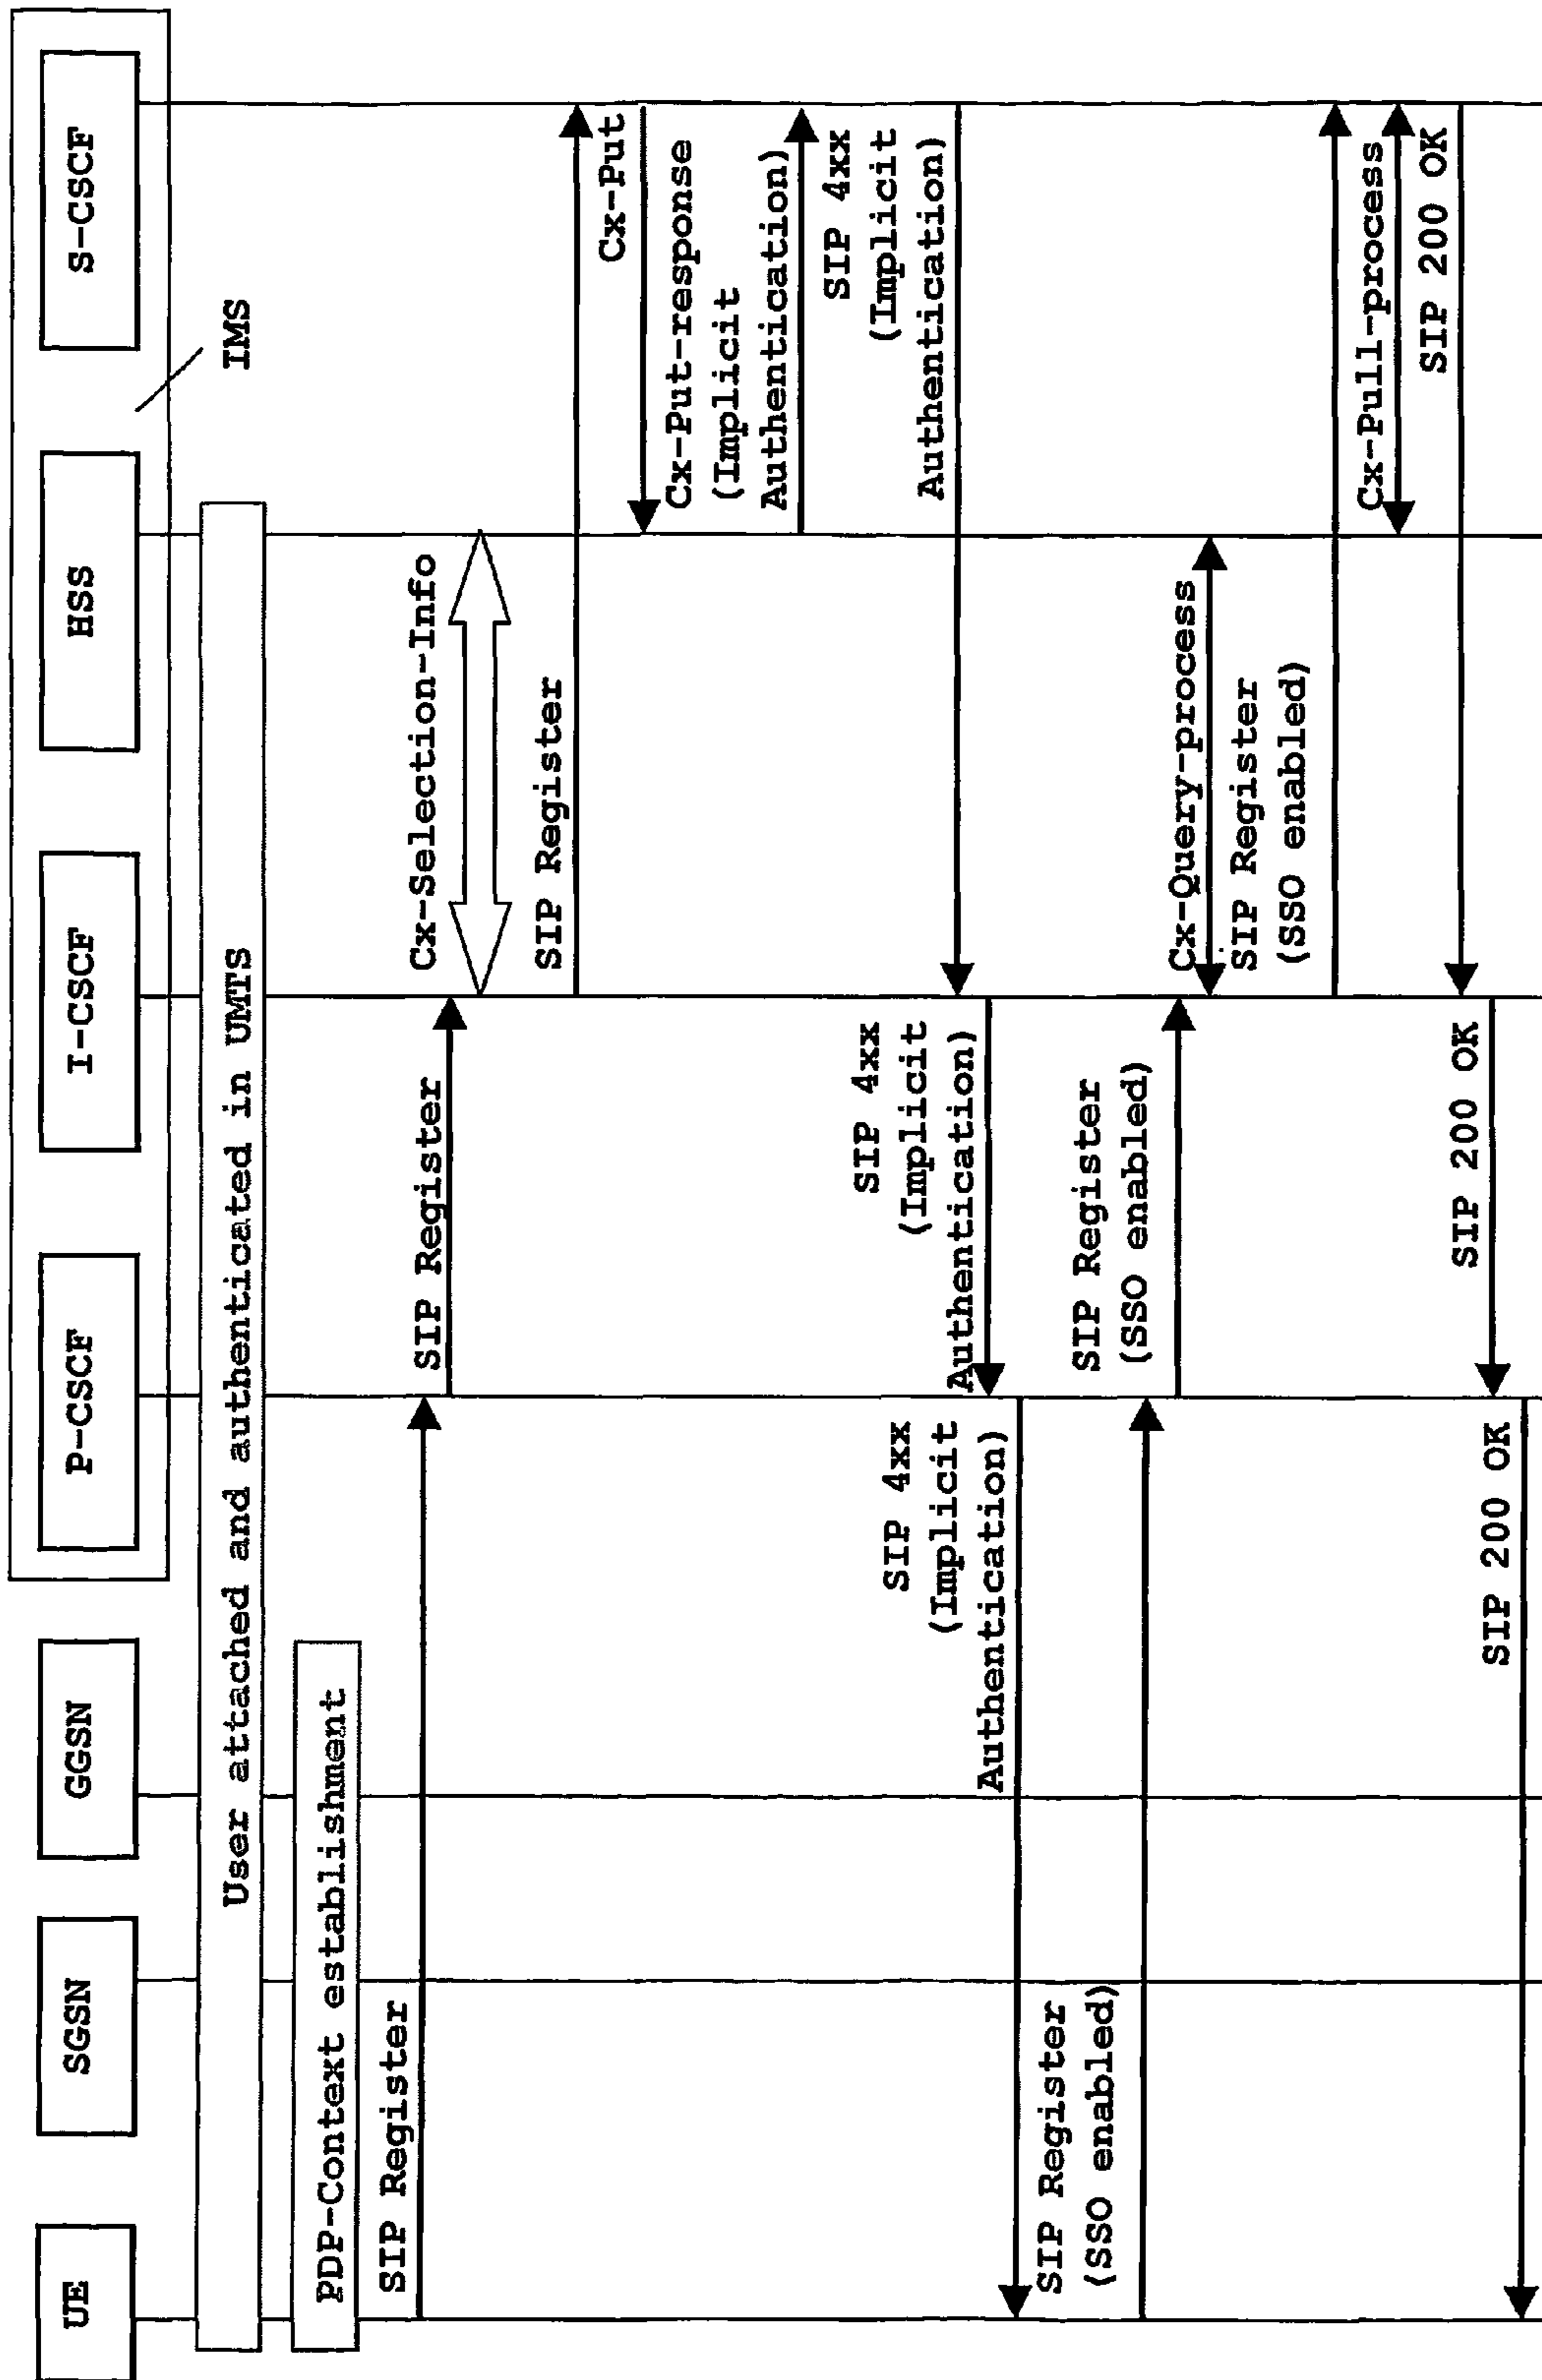 UE
SGSN
GGSN
P-CSCF
I-CSCF
HSS
S-CSCF
IMS
User attached and authenticated in UMTS
PDP-Context establishment
SIP Register
SIP Register
Cx-Selection-Info
SIP Register
Cx-Put
Cx-Put-response
(Implicit
Authentication)
SIP 4xx
(Implicit
Authentication)
SIP 4xx
(Implicit
Authentication)
SIP 4xx
(Implicit
Authentication)
SIP Register
(SSO enabled)
SIP Register
(SSO enabled)
Cx-Query-process
SIP Register
(SSO enabled)
Cx-Pull-process
SIP 200 OK
SIP 200 OK
SIP 200 OK